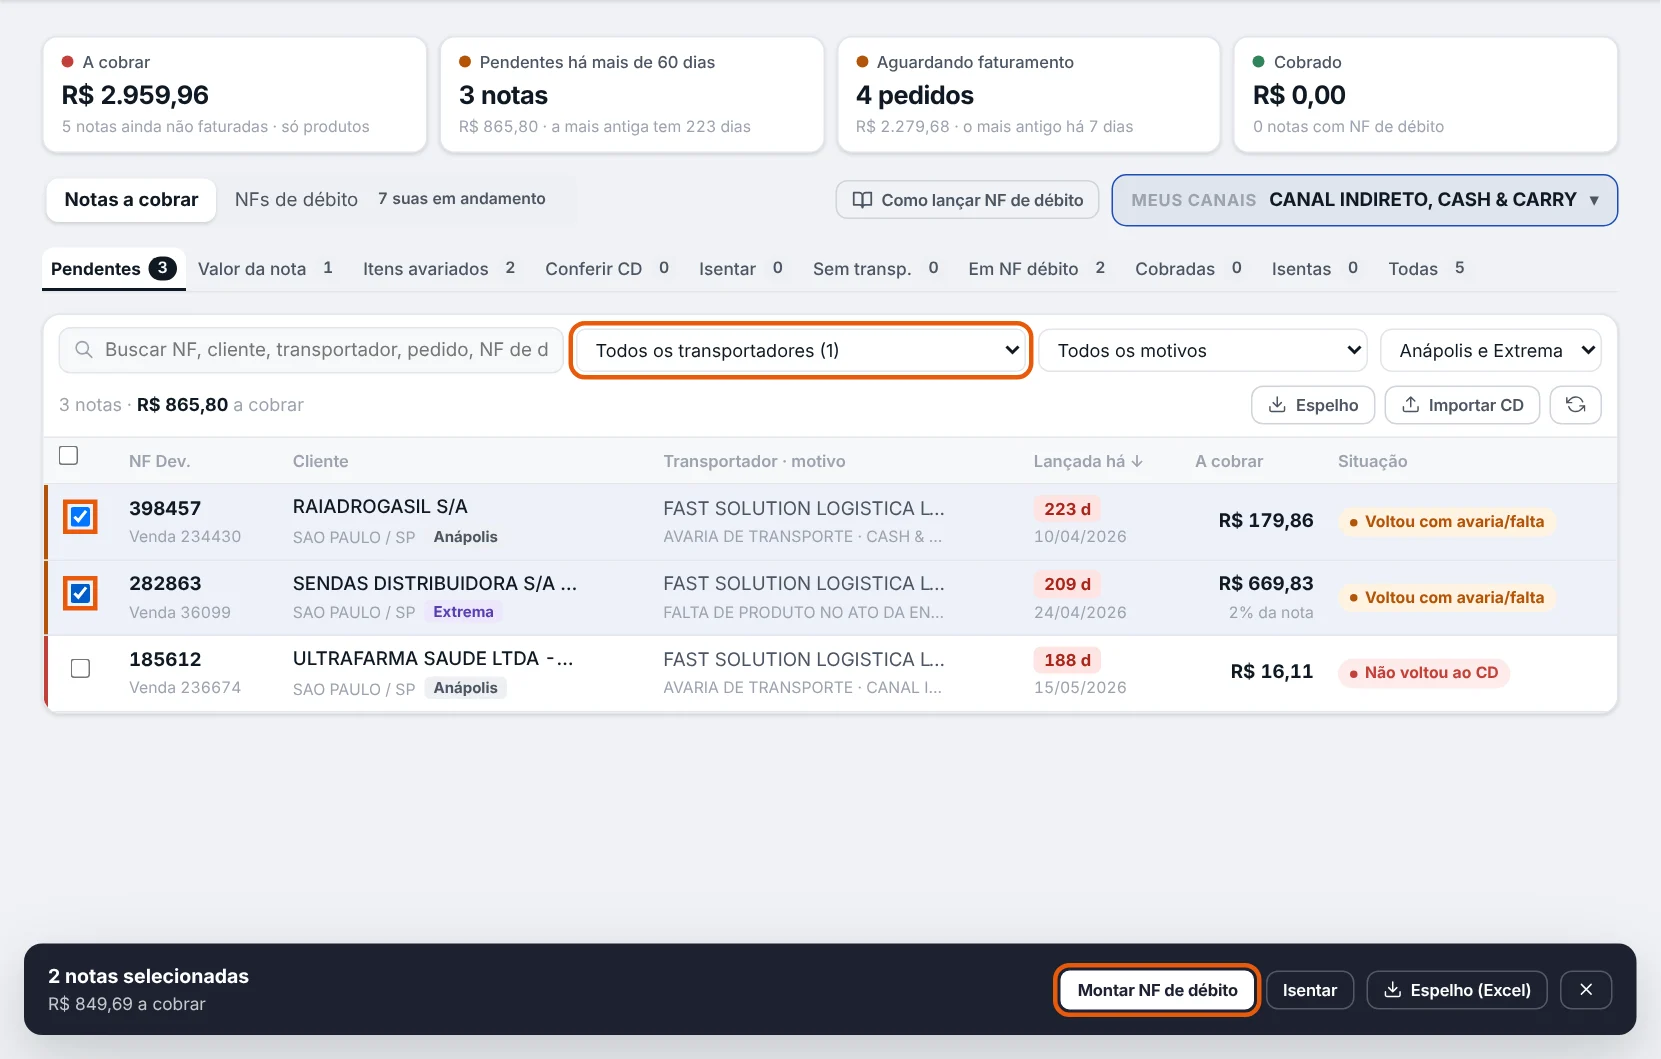 A cobrar
R$ 2.959,96
5 notas ainda não faturadas · só produtos
Pendentes há mais de 60 dias
3 notas
R$ 865,80 · a mais antiga tem 223 dias
Aguardando faturamento
4 pedidos
R$ 2.279,68 · o mais antigo há 7 dias
Cobrado
R$ 0,00
0 notas com NF de débito
Notas a cobrar
NFs de débito 7 suas em andamento
Como lançar NF de débito
MEUS CANAIS CANAL INDIRETO, CASH & CARRY ▾
Pendentes 3
Valor da nota 1
Itens avariados 2
Conferir CD 0
Isentar 0
Sem transp. 0
Em NF débito 2
Cobradas 0
Isentas 0
Todas 5
Buscar NF, cliente, transportador, pedido, NF de d
Todos os transportadores (1)
Todos os motivos
Anápolis e Extrema
3 notas · R$ 865,80 a cobrar
Espelho
Importar CD
NF Dev. Cliente Transportador · motivo Lançada há ↓ A cobrar Situação
398457 RAIADROGASIL S/A FAST SOLUTION LOGISTICA L... 223 d R$ 179,86 Voltou com avaria/falta
Venda 234430 SAO PAULO / SP Anápolis AVARIA DE TRANSPORTE · CASH & ... 10/04/2026
282863 SENDAS DISTRIBUIDORA S/A ... FAST SOLUTION LOGISTICA L... 209 d R$ 669,83 Voltou com avaria/falta
Venda 36099 SAO PAULO / SP Extrema FALTA DE PRODUTO NO ATO DA EN... 24/04/2026 2% da nota
185612 ULTRAFARMA SAUDE LTDA -... FAST SOLUTION LOGISTICA L... 188 d R$ 16,11 Não voltou ao CD
Venda 236674 SAO PAULO / SP Anápolis AVARIA DE TRANSPORTE · CANAL I... 15/05/2026
2 notas selecionadas
R$ 849,69 a cobrar
Montar NF de débito
Isentar
Espelho (Excel)